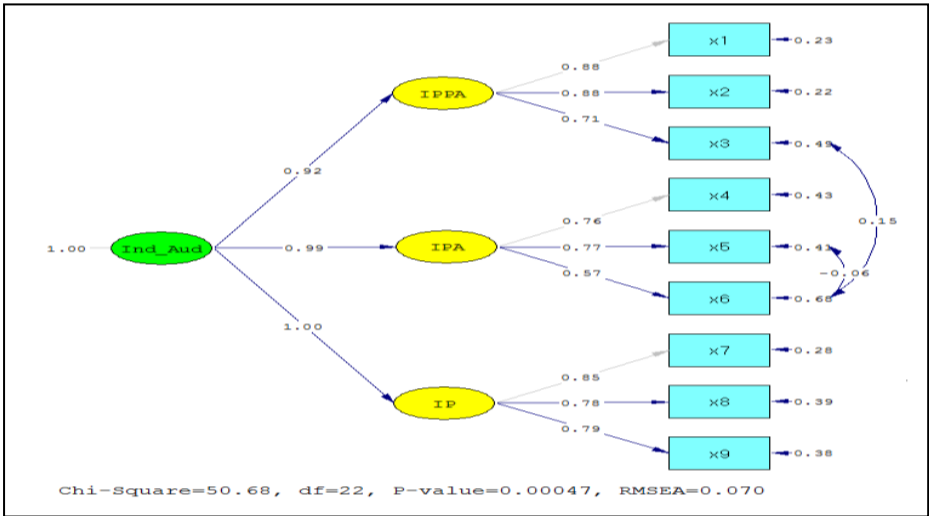 x1
0.23
0.88
IPPA
0.88
x2
0.22
0.71
x3
0.49
0.92
x4
0.43
0.76
0.15
1.00
Ind_Aud
0.99
IPA
0.77
x5
0.41
0.57
-0.06
x6
0.68
1.00
x7
0.28
0.85
IP
0.78
x8
0.39
0.79
x9
0.38
Chi-Square=50.68, df=22, P-value=0.00047, RMSEA=0.070